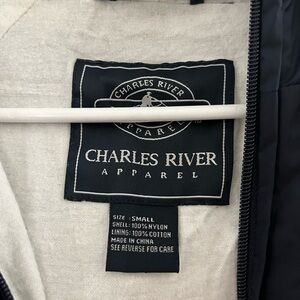 CHARLES RIVER
APPAREL
CHARLES RIVER
APPAREL
SIZE: SMALL
SHELL: 100% NYLON
LINING: 100% COTTON
MADE IN CHINA
SEE REVERSE FOR CARE